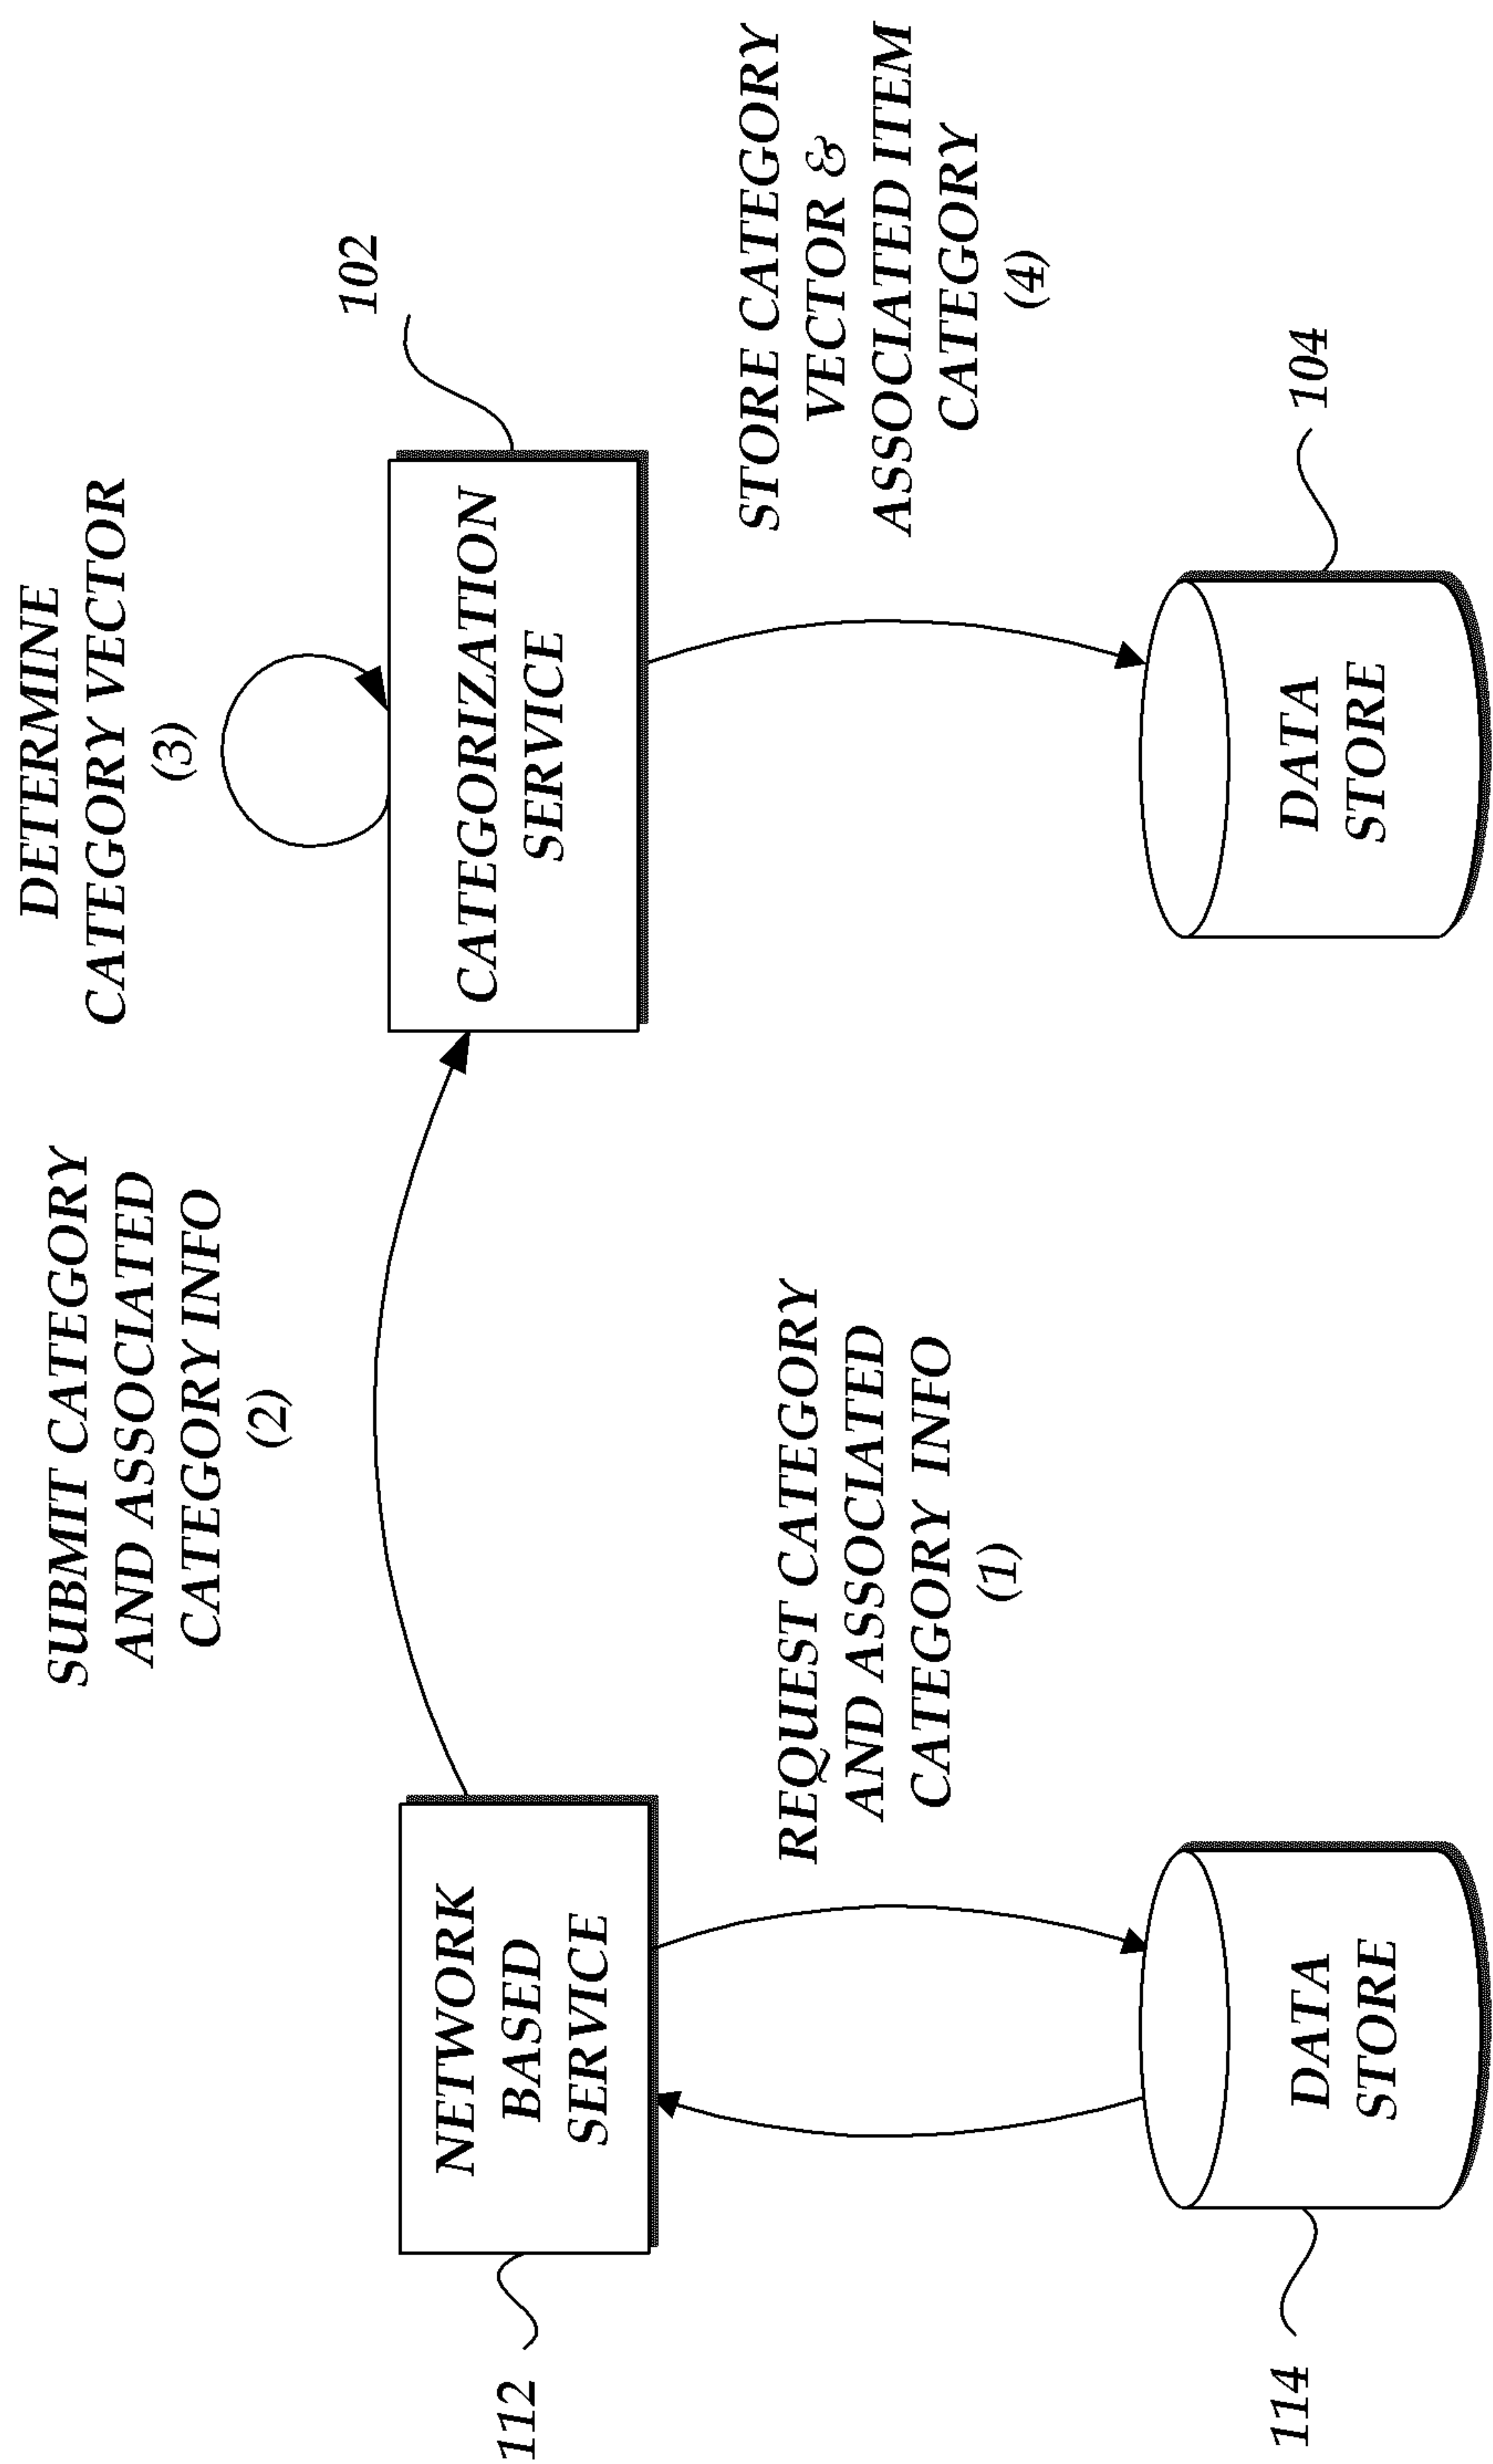 SUBMIT CATEGORY
AND ASSOCIATED
CATEGORY INFO
(2)
DETERMINE
CATEGORY VECTOR
(3)
102
NETWORK
BASED
SERVICE
112
CATEGORIZATION
SERVICE
REQUEST CATEGORY
AND ASSOCIATED
CATEGORY INFO
(1)
STORE CATEGORY
VECTOR &
ASSOCIATED ITEM
CATEGORY
(4)
114
DATA
STORE
DATA
STORE
104